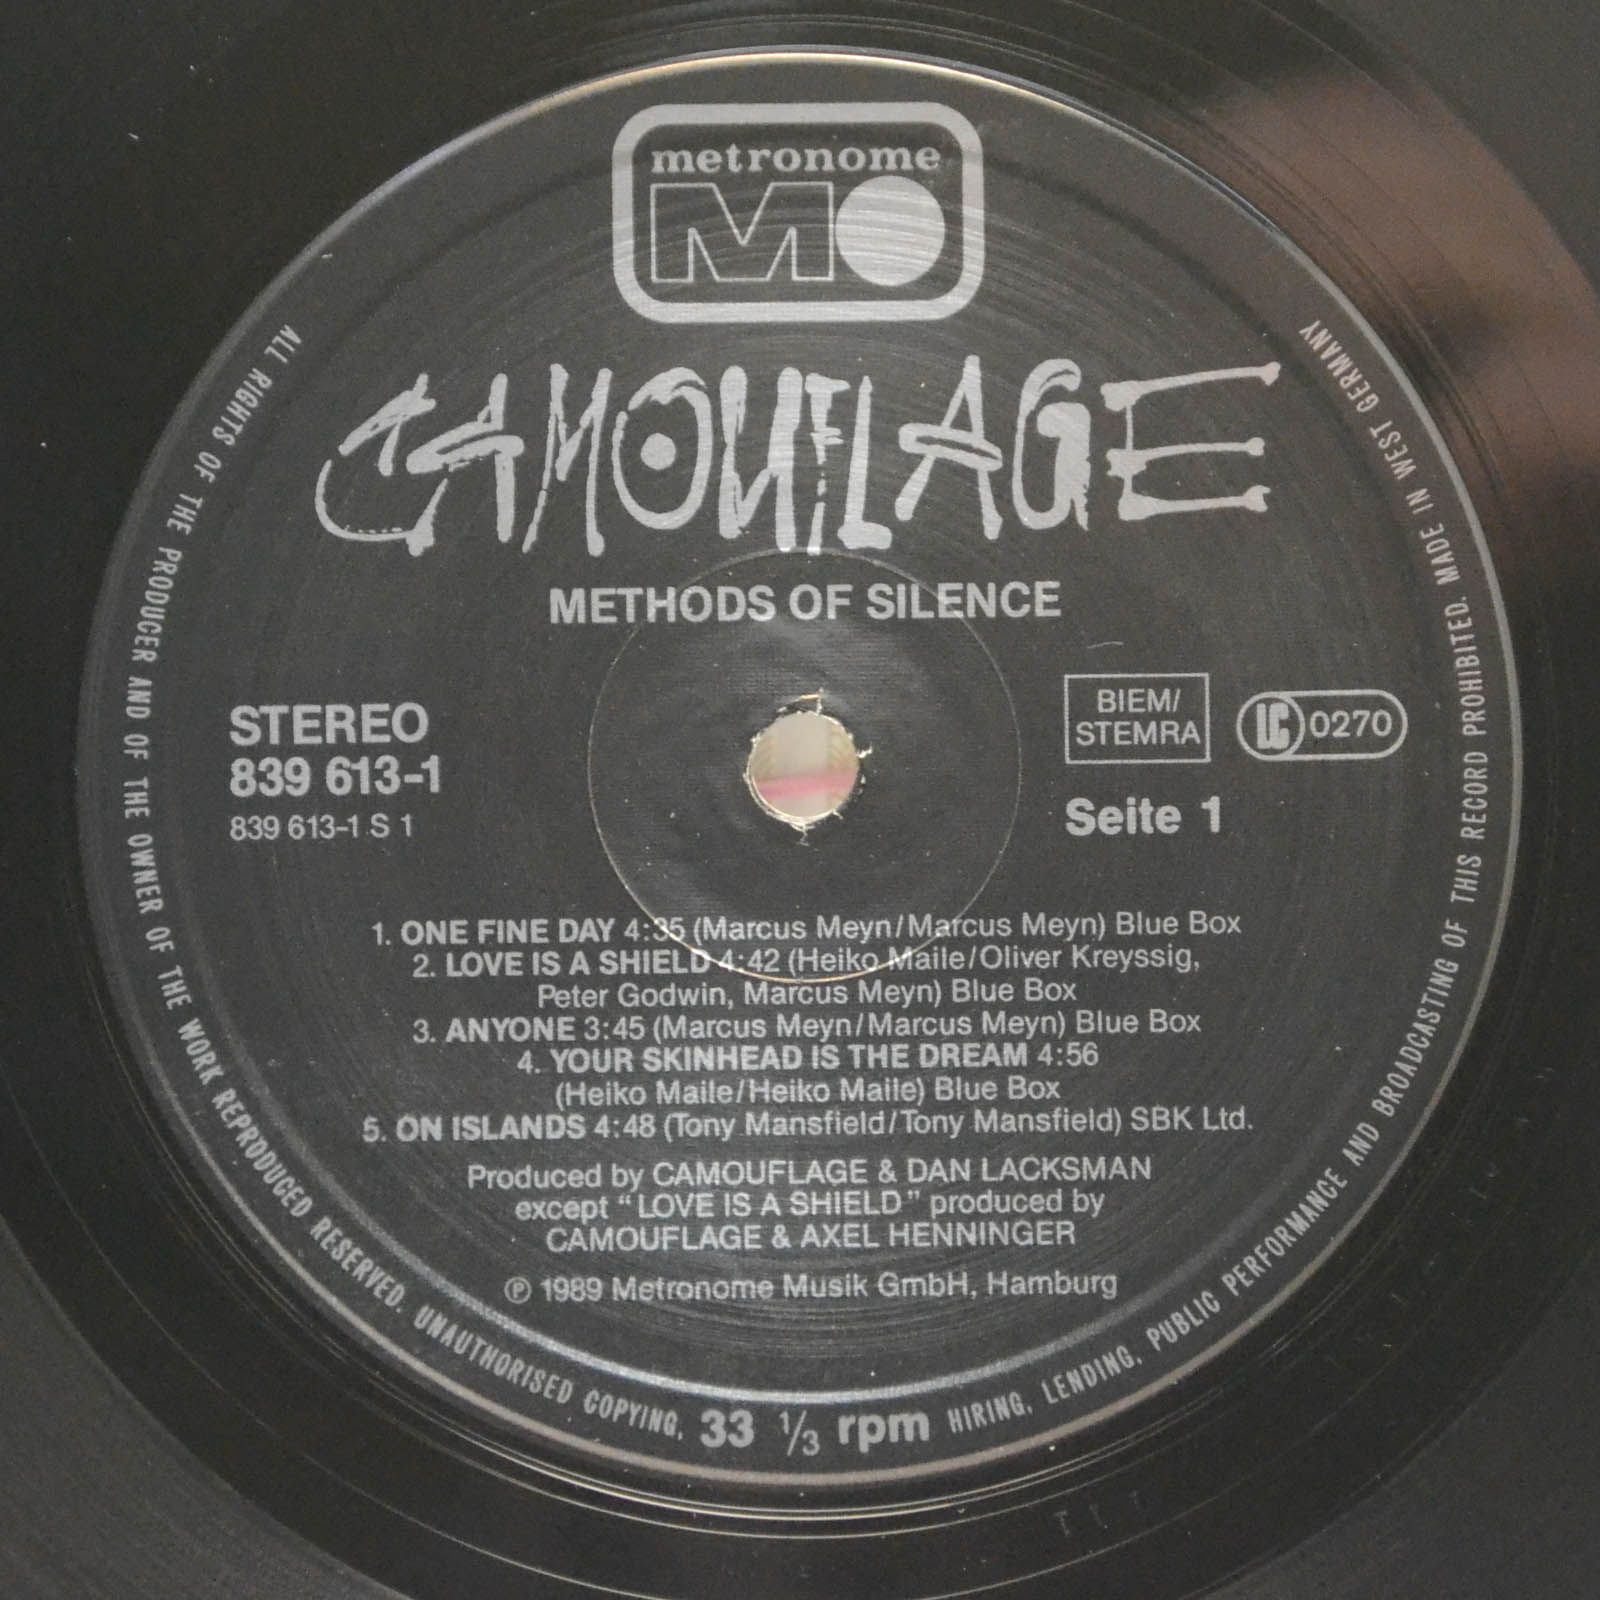 metronome
MO
CAMOUFLAGE
METHODS OF SILENCE
STEREO
839 613-1
839 613-1 S 1
BIEM/
STEMRA
LC 0270
Seite 1
1. ONE FINE DAY 4:35 (Marcus Meyn/Marcus Meyn) Blue Box
2. LOVE IS A SHIELD 4:42 (Heiko Maile/Oliver Kreyssig,
Peter Godwin, Marcus Meyn) Blue Box
3. ANYONE 3:45 (Marcus Meyn/Marcus Meyn) Blue Box
4. YOUR SKINHEAD IS THE DREAM 4:56
(Heiko Maile/Heiko Maile) Blue Box
5. ON ISLANDS 4:48 (Tony Mansfield/Tony Mansfield) SBK Ltd.
Produced by CAMOUFLAGE & DAN LACKSMAN
except "LOVE IS A SHIELD" produced by
CAMOUFLAGE & AXEL HENNINGER
℗ 1989 Metronome Musik GmbH, Hamburg
ALL RIGHTS OF THE PRODUCER AND OF THE OWNER OF THE WORK REPRODUCED RESERVED. UNAUTHORISED COPYING, 33 1/3 rpm HIRING, LENDING, PUBLIC PERFORMANCE AND BROADCASTING OF THIS RECORD PROHIBITED. MADE IN WEST GERMANY